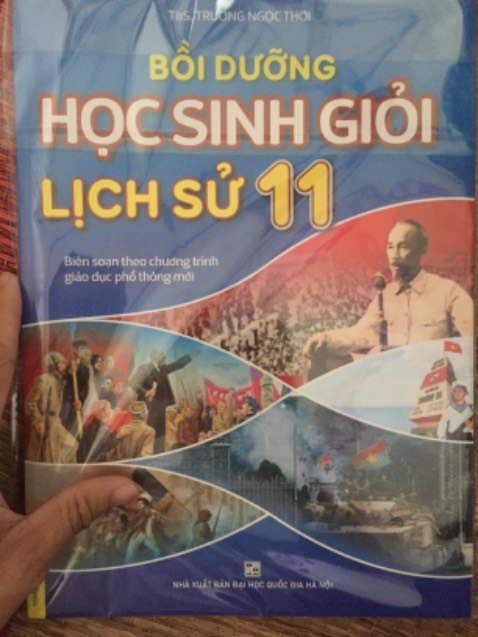 ThS. TRƯƠNG NGỌC THƠI
BỒI DƯỠNG
HỌC SINH GIỎI
LỊCH SỬ 11
Biên soạn theo chương trình
giáo dục phổ thông mới
NHÀ XUẤT BẢN ĐẠI HỌC QUỐC GIA HÀ NỘI